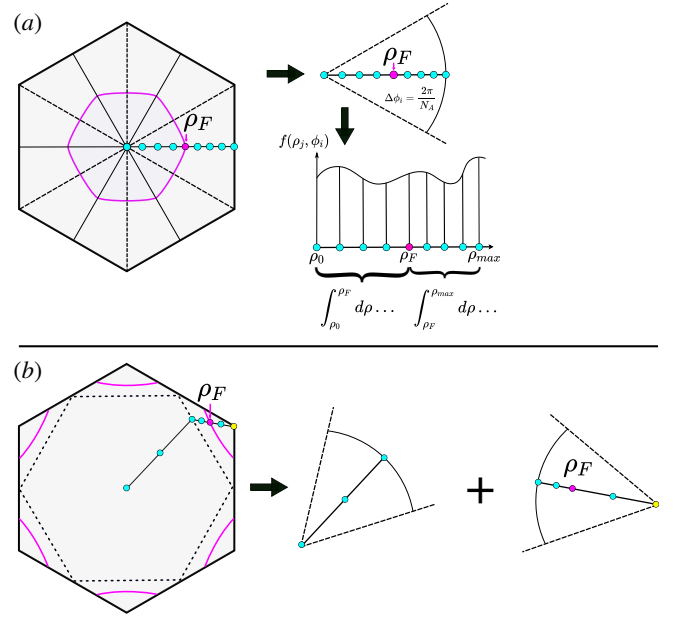 (a)
ρ_F
ρ_F
Δϕ_i = 2π/N_A
f(ρ_j, ϕ_i)
ρ_0 ρ_F ρ_max
∫_{ρ_0}^{ρ_F} dρ... ∫_{ρ_F}^{ρ_max} dρ...
(b)
ρ_F
ρ_F
+